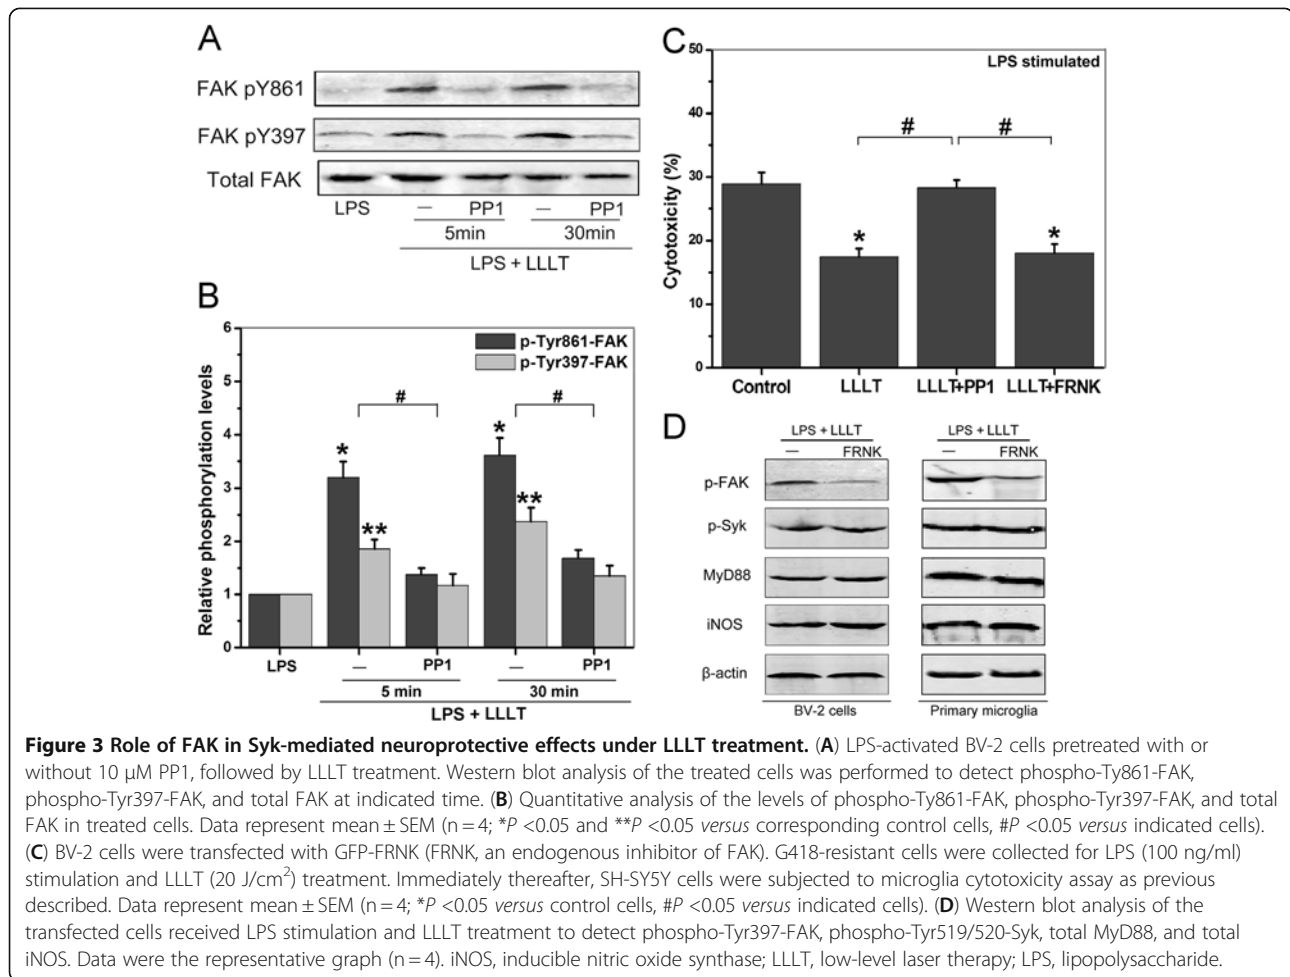 A
FAK pY861
FAK pY397
Total FAK
LPS — PP1 — PP1
5min 30min
LPS + LLLT
B
Relative phosphorylation levels
6
5
4
3
2
1
0
p-Tyr861-FAK
p-Tyr397-FAK
# #
* ** * **
LPS — PP1 — PP1
5 min 30 min
LPS + LLLT
C
Cytotoxicity (%)
50
40
30
20
10
0
LPS stimulated
# #
* *
Control LLLT LLLT+PP1 LLLT+FRNK
D
LPS + LLLT LPS + LLLT
— FRNK — FRNK
p-FAK
p-Syk
MyD88
iNOS
β-actin
BV-2 cells Primary microglia
Figure 3 Role of FAK in Syk-mediated neuroprotective effects under LLLT treatment. (A) LPS-activated BV-2 cells pretreated with or
without 10 μM PP1, followed by LLLT treatment. Western blot analysis of the treated cells was performed to detect phospho-Ty861-FAK,
phospho-Tyr397-FAK, and total FAK at indicated time. (B) Quantitative analysis of the levels of phospho-Ty861-FAK, phospho-Tyr397-FAK, and total
FAK in treated cells. Data represent mean ± SEM (n = 4; *P <0.05 and **P <0.05 versus corresponding control cells, #P <0.05 versus indicated cells).
(C) BV-2 cells were transfected with GFP-FRNK (FRNK, an endogenous inhibitor of FAK). G418-resistant cells were collected for LPS (100 ng/ml)
stimulation and LLLT (20 J/cm²) treatment. Immediately thereafter, SH-SY5Y cells were subjected to microglia cytotoxicity assay as previous
described. Data represent mean ± SEM (n = 4; *P <0.05 versus control cells, #P <0.05 versus indicated cells). (D) Western blot analysis of the
transfected cells received LPS stimulation and LLLT treatment to detect phospho-Tyr397-FAK, phospho-Tyr519/520-Syk, total MyD88, and total
iNOS. Data were the representative graph (n = 4). iNOS, inducible nitric oxide synthase; LLLT, low-level laser therapy; LPS, lipopolysaccharide.